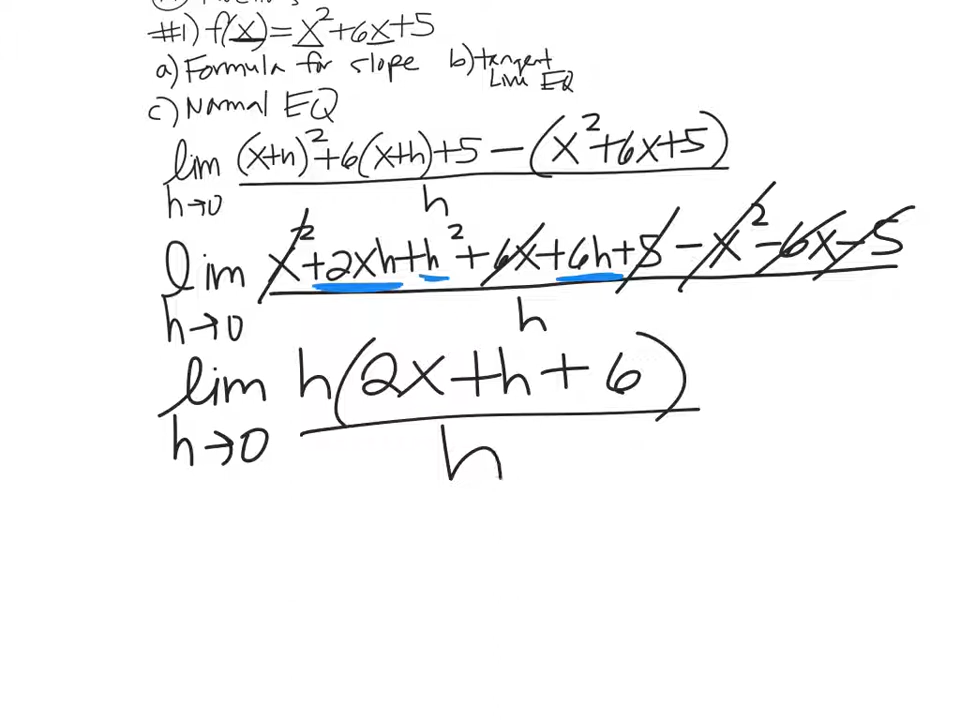 #1) f(x)=x²+6x+5
a) Formula for slope b) tangent
Line EQ
c) Normal EQ
lim (x+h)²+6(x+h)+5-(x²+6x+5)
h→0 h
lim x²+2xh+h²+6x+6h+5-x²-6x-5
h→0 h
lim h(2x+h+6)
h→0 h